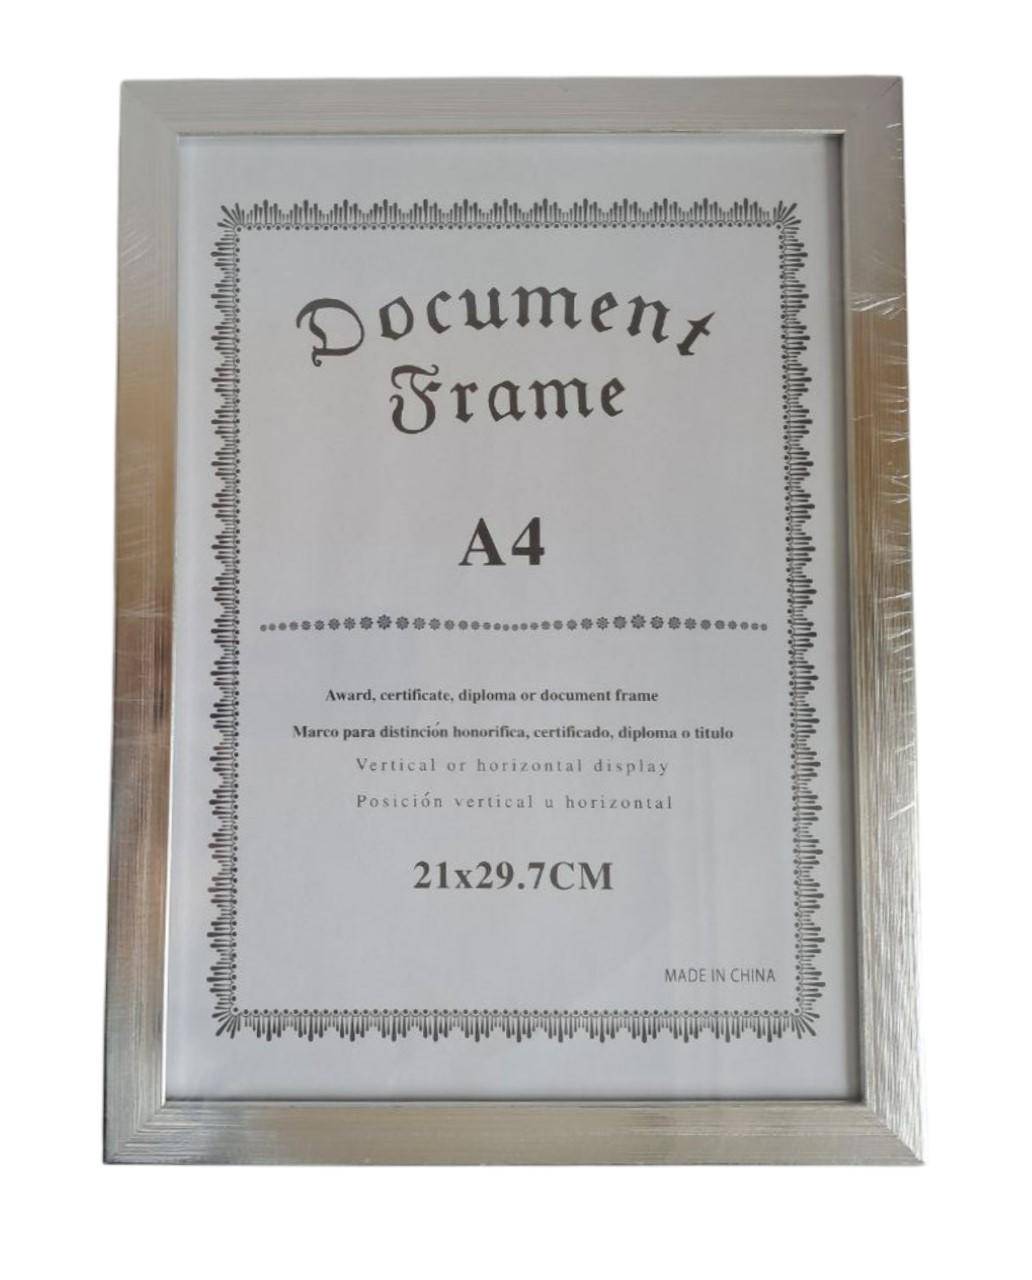 Document
Frame
A4
Award, certificate, diploma or document frame
Marco para distinción honorifica, certificado, diploma o titulo
Vertical or horizontal display
Posición vertical u horizontal
21x29.7CM
MADE IN CHINA